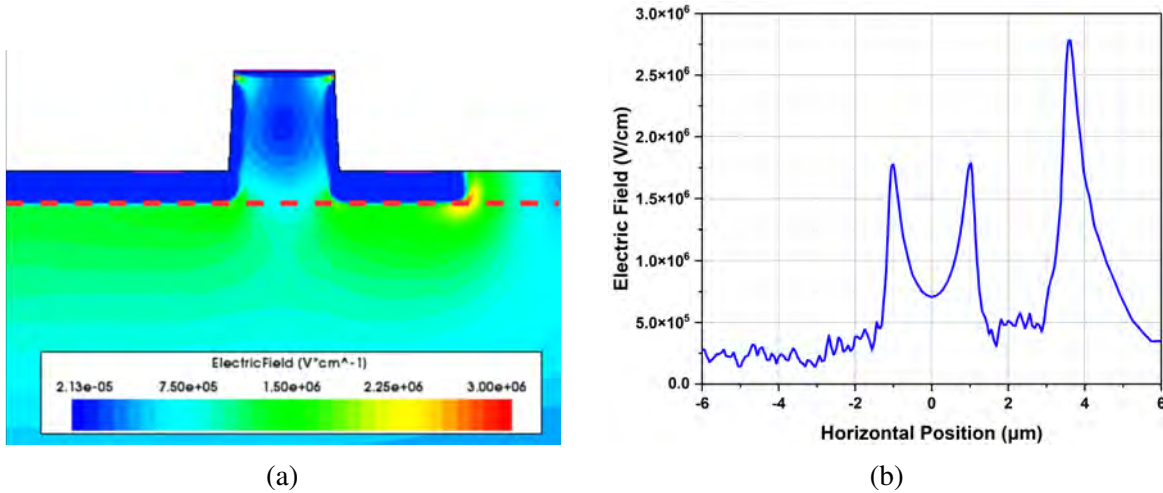 ElectricField (V*cm^-1)
2.13e-05 7.50e+05 1.50e+06 2.25e+06 3.00e+06
(a)
3.0×10⁶
2.5×10⁶
2.0×10⁶
1.5×10⁶
1.0×10⁶
5.0×10⁵
0.0
Electric Field (V/cm)
-6 -4 -2 0 2 4 6
Horizontal Position (μm)
(b)